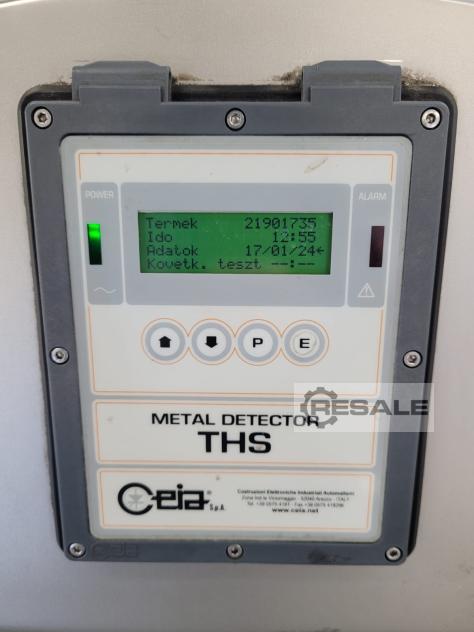 POWER
ALARM
Termek 21901735
Ido 12:55
Adatok 17/01/24←
Kovetk. teszt --:--
P E
RESALE
METAL DETECTOR
THS
Ceia S.p.A.
Costruzioni Elettroniche Industriali Automatismi
www.ceia.net